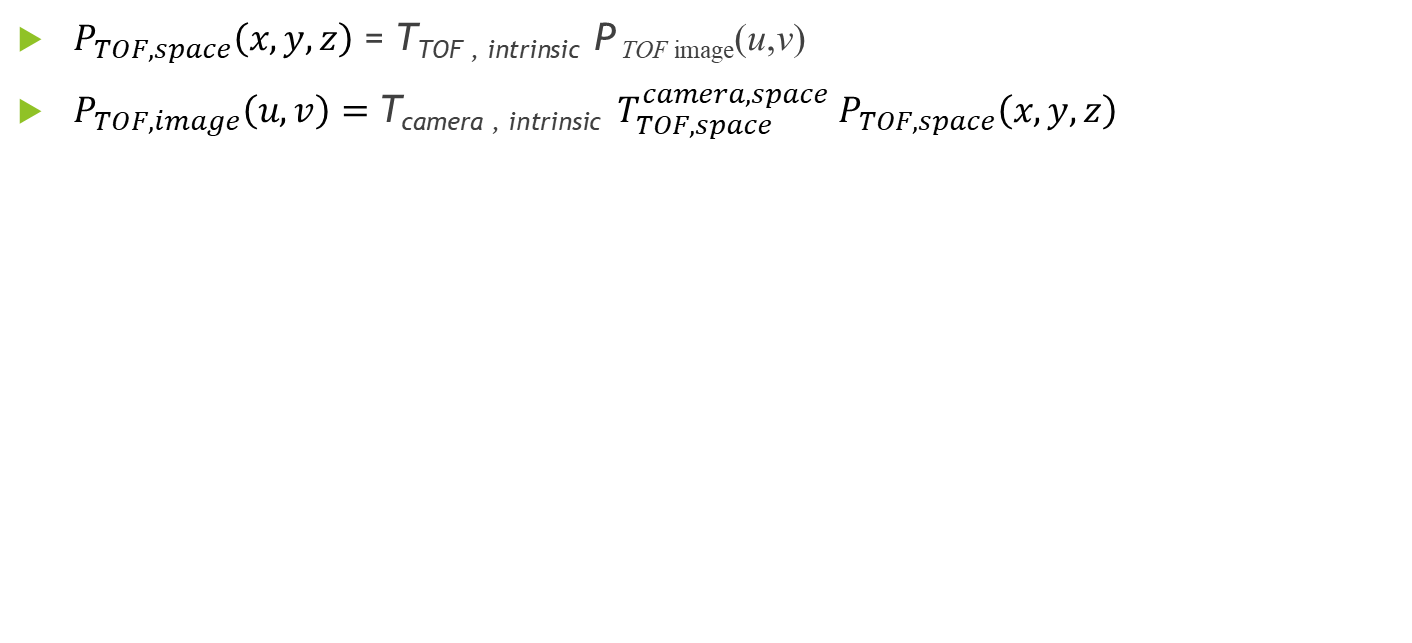 P_{TOF,space}(x, y, z) = T_{TOF , intrinsic} P_{TOF image}(u,v)
P_{TOF,image}(u, v) = T_{camera , intrinsic} T_{TOF,space}^{camera,space} P_{TOF,space}(x, y, z)